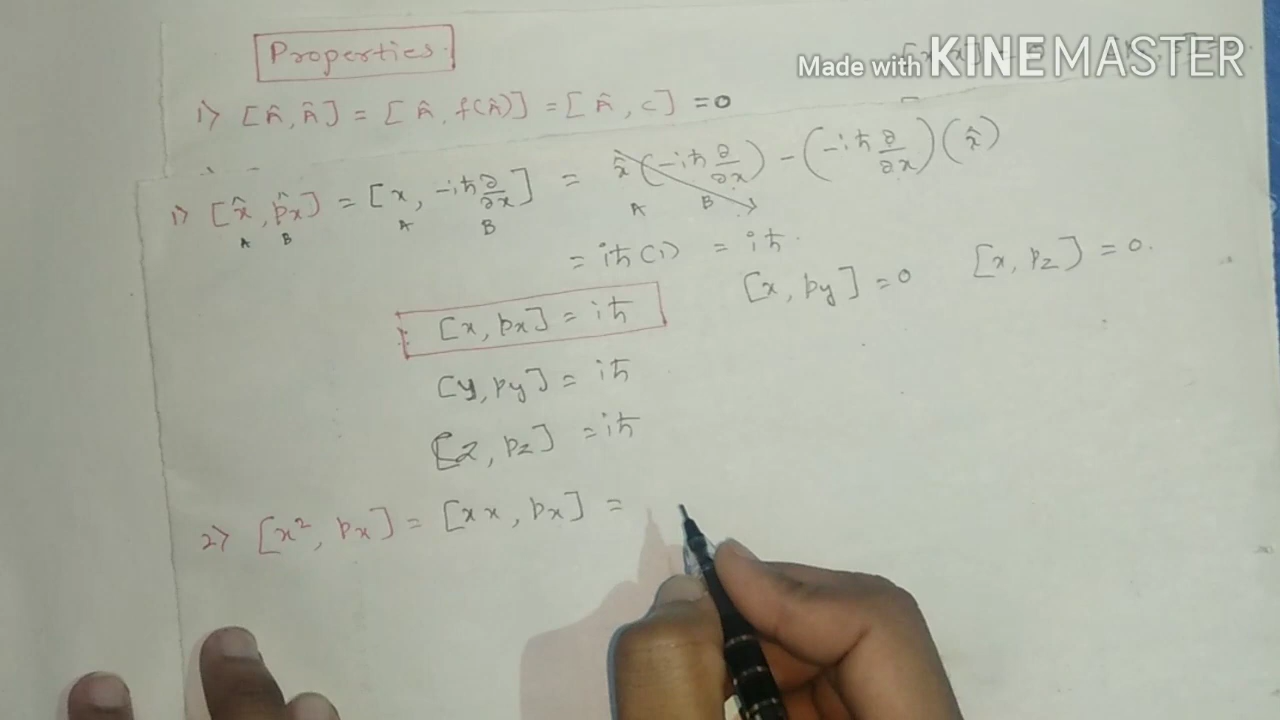 Properties.
Made with KINEMASTER
1) [Â, Â] = [Â, f(Â)] = [Â, c] = 0
1) [x̂, p̂x] = [x, -iħ ∂/∂x] = x̂ (-iħ ∂/∂x) - (-iħ ∂/∂x) (x̂)
A B A B A B
= iħ(1) = iħ.
[x, py] = 0 [x, pz] = 0.
[x, px] = iħ
[y, py] = iħ
[z, pz] = iħ
2) [x², px] = [xx, px] =